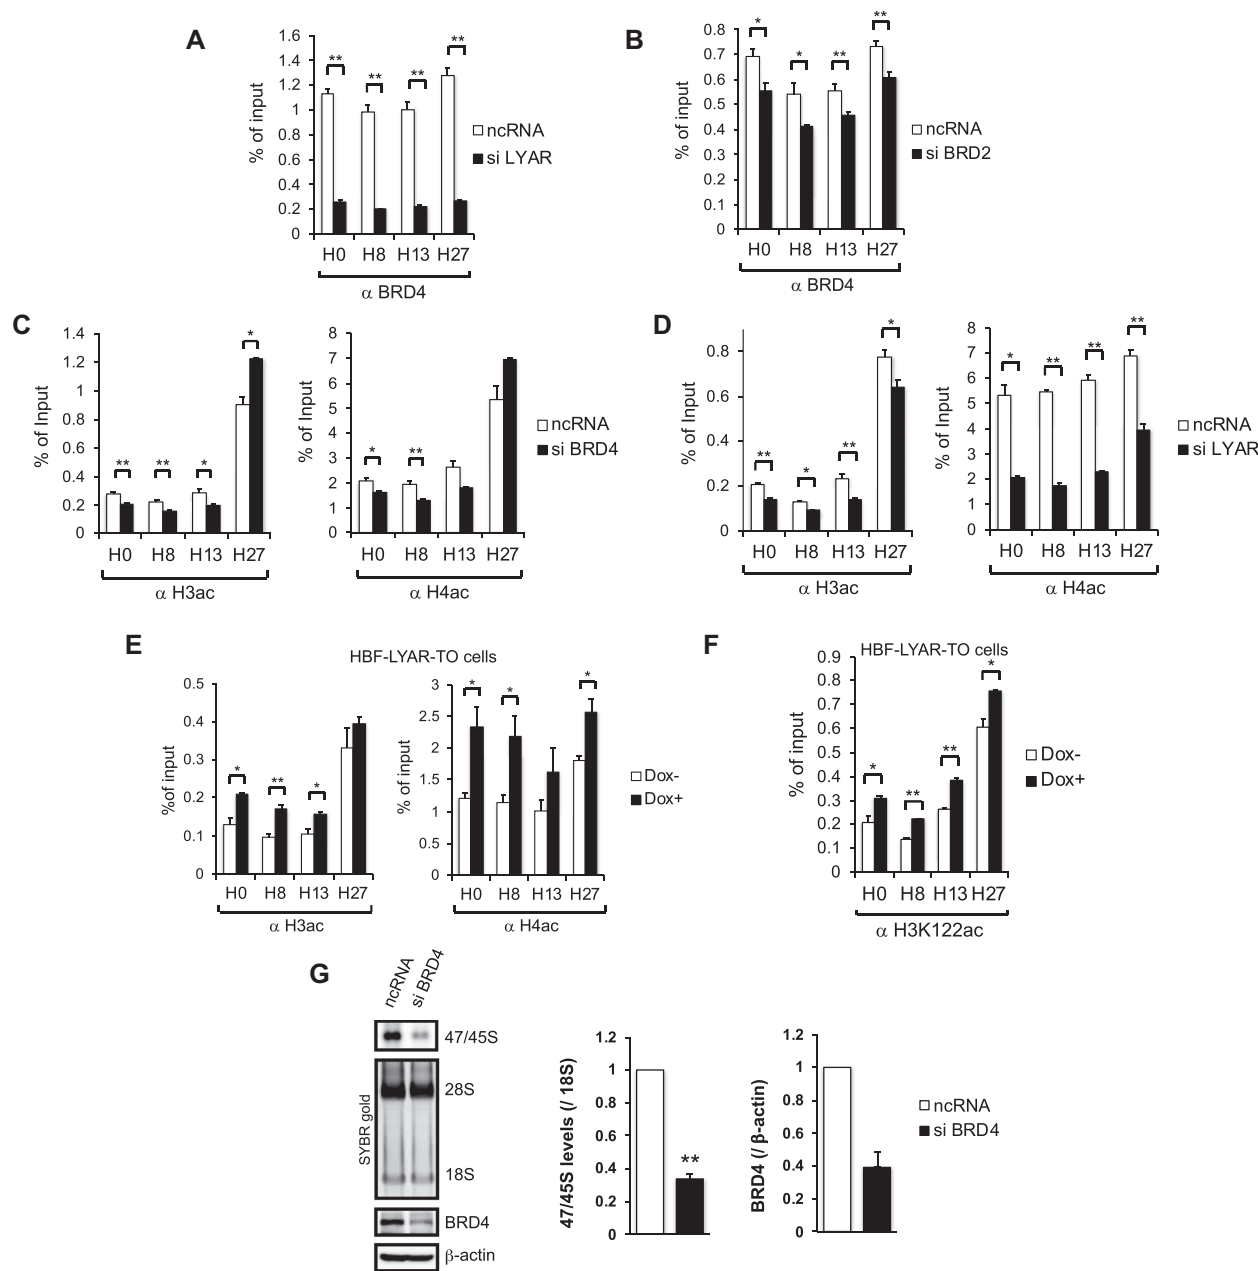 A
1.6
1.4
1.2
1
0.8
0.6
0.4
0.2
0
% of input
** ** ** **
H0 H8 H13 H27
α BRD4
ncRNA
si LYAR
B
0.8
0.7
0.6
0.5
0.4
0.3
0.2
0.1
0
% of input
* * ** **
H0 H8 H13 H27
α BRD4
ncRNA
si BRD2
C
1.4
1.2
1
0.8
0.6
0.4
0.2
0
% of Input
** ** * *
H0 H8 H13 H27
α H3ac
8
7
6
5
4
3
2
1
0
% of Input
* **
H0 H8 H13 H27
α H4ac
ncRNA
si BRD4
D
0.8
0.6
0.4
0.2
0
% of Input
** * ** *
H0 H8 H13 H27
α H3ac
8
7
6
5
4
3
2
1
0
% of Input
* ** ** **
H0 H8 H13 H27
α H4ac
ncRNA
si LYAR
E
HBF-LYAR-TO cells
0.5
0.4
0.3
0.2
0.1
0
%of input
* ** *
H0 H8 H13 H27
α H3ac
3
2.5
2
1.5
1
0.5
0
% of input
* * *
H0 H8 H13 H27
α H4ac
Dox-
Dox+
F
HBF-LYAR-TO cells
0.9
0.8
0.7
0.6
0.5
0.4
0.3
0.2
0.1
0
% of input
* ** ** *
H0 H8 H13 H27
α H3K122ac
Dox-
Dox+
G
ncRNA
si BRD4
47/45S
SYBR gold
28S
18S
BRD4
β-actin
1.2
1
0.8
0.6
0.4
0.2
0
47/45S levels (/ 18S)
**
1.2
1
0.8
0.6
0.4
0.2
0
BRD4 (/ β-actin)
ncRNA
si BRD4